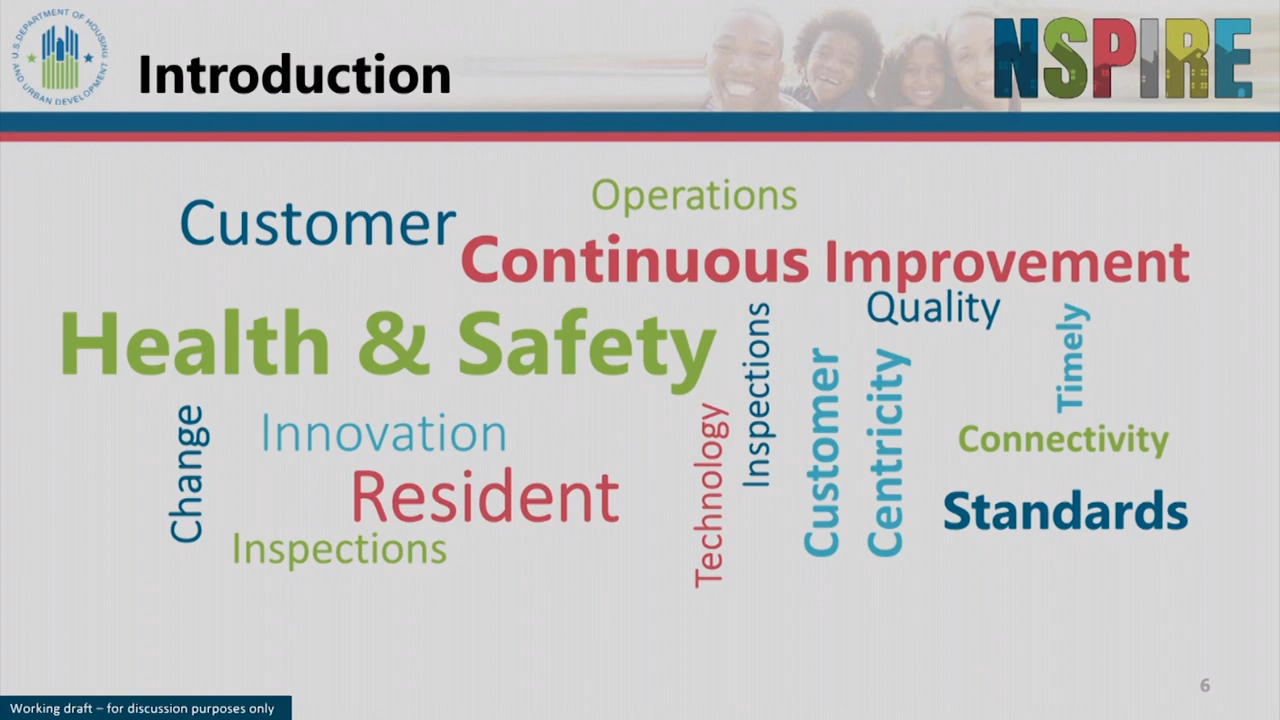 U.S. DEPARTMENT OF HOUSING AND URBAN DEVELOPMENT
Introduction
NSPIRE
Operations
Customer
Continuous Improvement
Health & Safety
Quality
Inspections
Timely
Customer
Centricity
Change
Innovation
Technology
Connectivity
Resident
Standards
Inspections
6
Working draft – for discussion purposes only